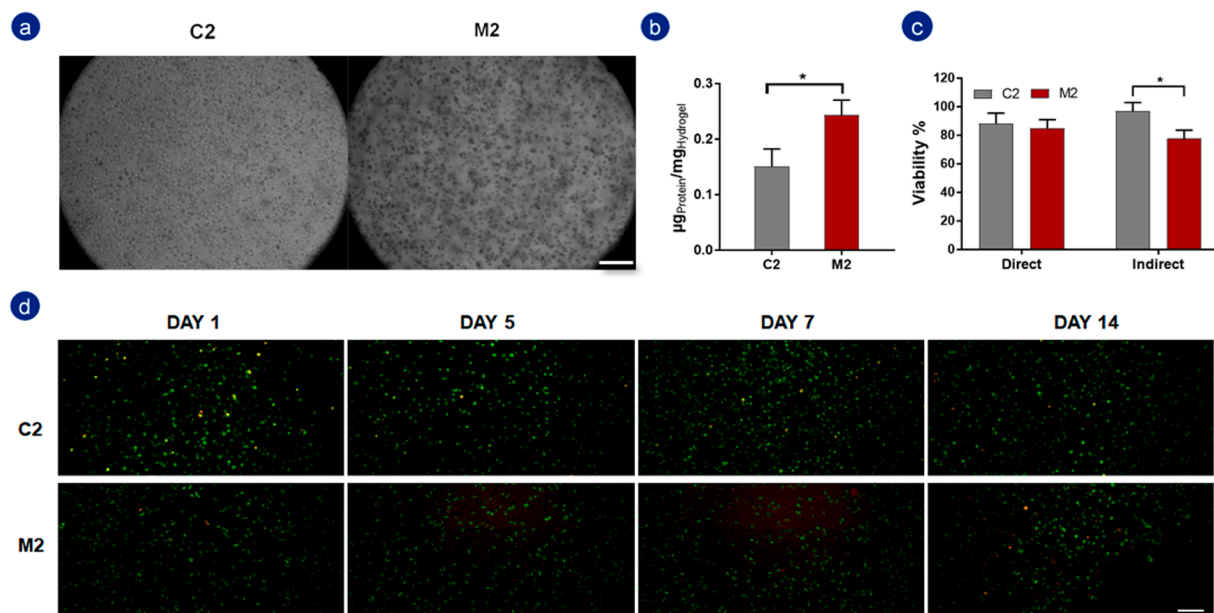 a
C2
M2
b
0.3
0.2
0.1
0.0
µgProtein/mgHydrogel
*
C2
M2
c
120
100
80
60
40
20
0
Viability %
C2 M2
*
Direct Indirect
d
DAY 1
DAY 5
DAY 7
DAY 14
C2
M2